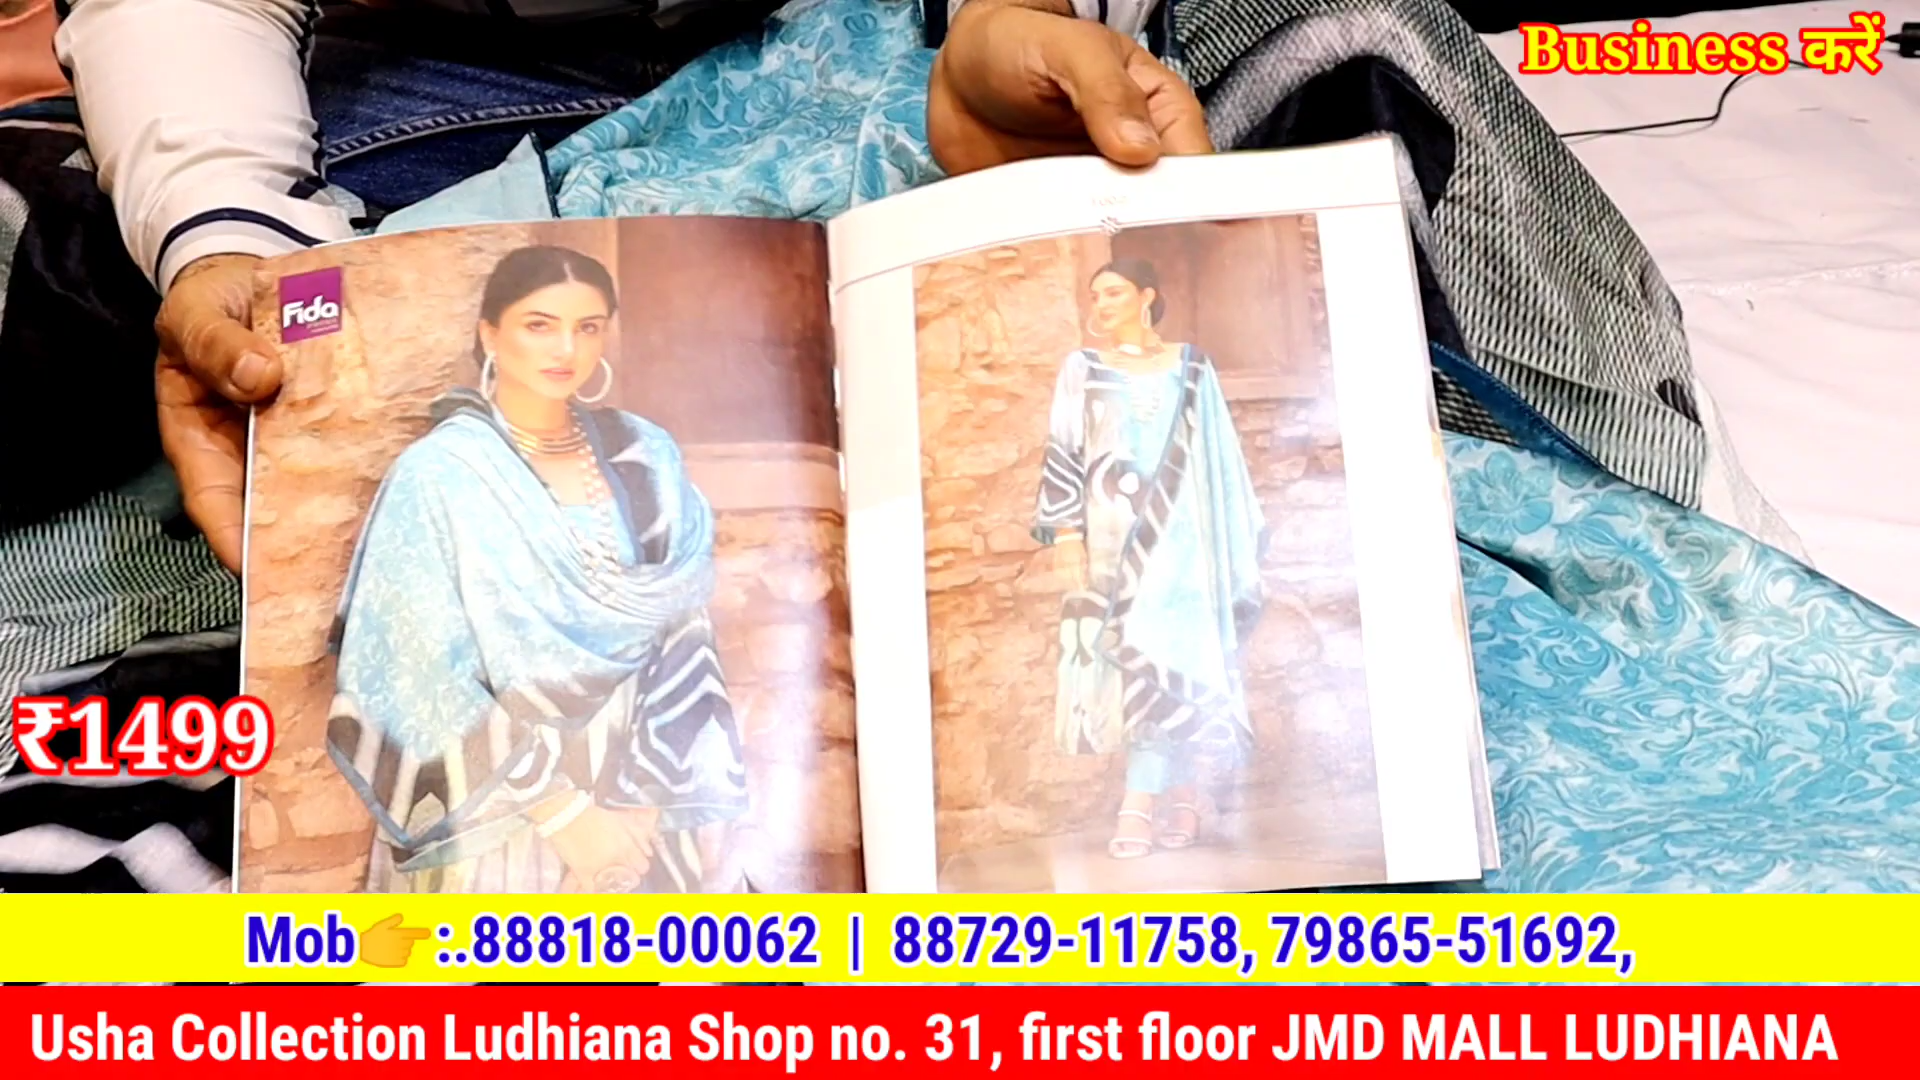 Business करें
Fida
₹1499
Mob👉:.88818-00062 | 88729-11758, 79865-51692,
Usha Collection Ludhiana Shop no. 31, first floor JMD MALL LUDHIANA